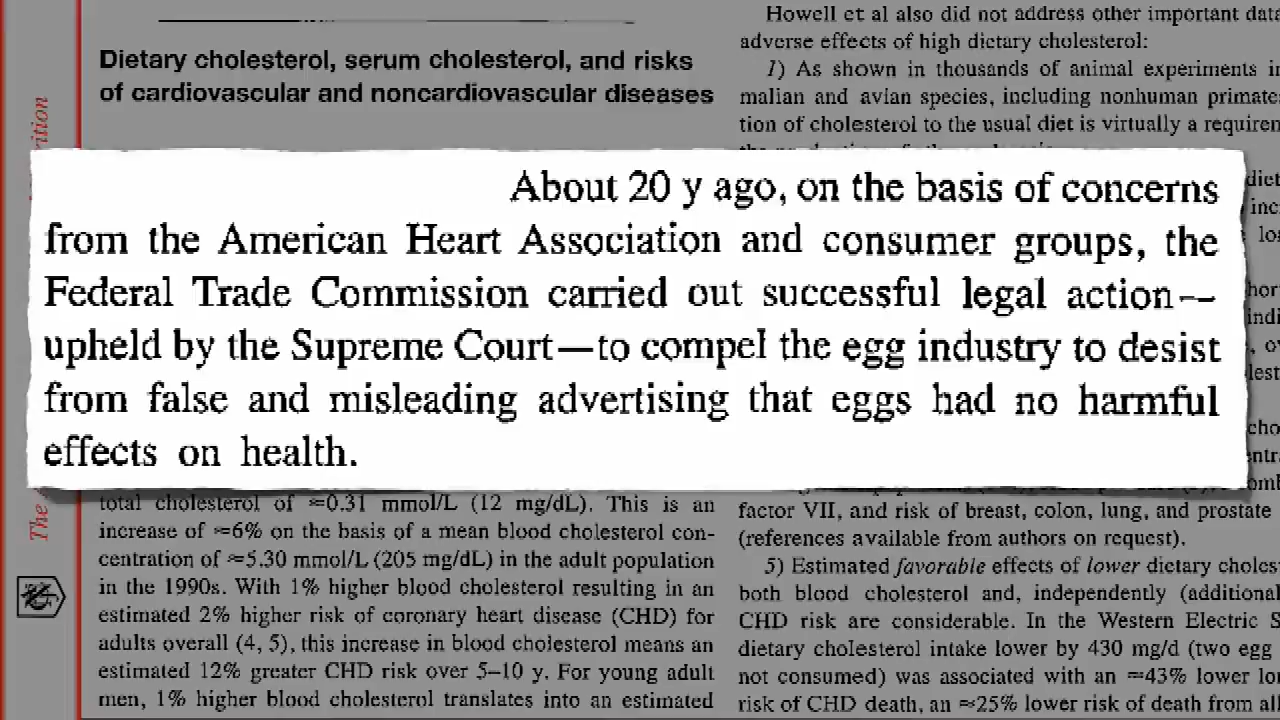 Dietary cholesterol, serum cholesterol, and risks
of cardiovascular and noncardiovascular diseases
About 20 y ago, on the basis of concerns
from the American Heart Association and consumer groups, the
Federal Trade Commission carried out successful legal action—
upheld by the Supreme Court—to compel the egg industry to desist
from false and misleading advertising that eggs had no harmful
effects on health.
total cholesterol of ≈0.31 mmol/L (12 mg/dL). This is an
increase of ≈6% on the basis of a mean blood cholesterol con-
centration of ≈5.30 mmol/L (205 mg/dL) in the adult population
in the 1990s. With 1% higher blood cholesterol resulting in an
estimated 2% higher risk of coronary heart disease (CHD) for
adults overall (4, 5), this increase in blood cholesterol means an
estimated 12% greater CHD risk over 5–10 y. For young adult
men, 1% higher blood cholesterol translates into an estimated
Howell et al also did not address other important data
adverse effects of high dietary cholesterol:
1) As shown in thousands of animal experiments in
malian and avian species, including nonhuman primate
tion of cholesterol to the usual diet is virtually a require
factor VII, and risk of breast, colon, lung, and prostate
(references available from authors on request).
5) Estimated favorable effects of lower dietary choles
both blood cholesterol and, independently (additional
CHD risk are considerable. In the Western Electric S
dietary cholesterol intake lower by 430 mg/d (two egg
not consumed) was associated with an ≈43% lower lo
risk of CHD death, an ≈25% lower risk of death from all
The